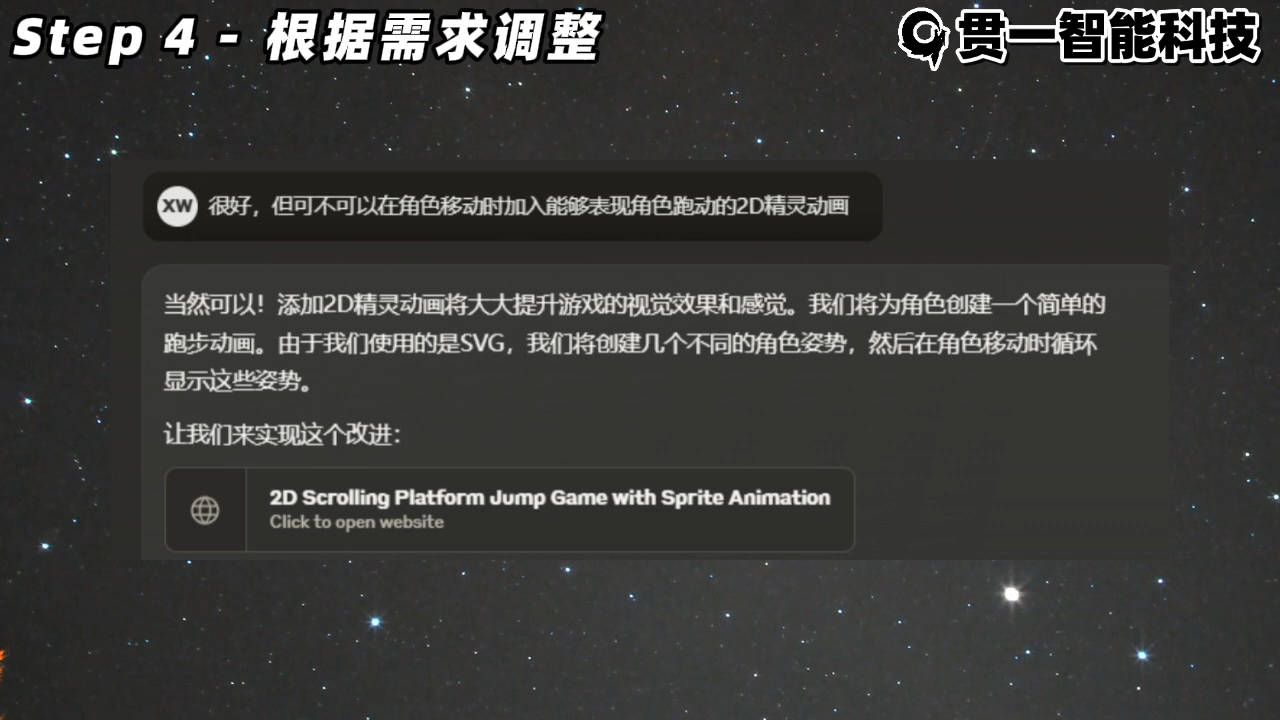 Step 4 - 根据需求调整
贯一智能科技
XW 很好，但可不可以在角色移动时加入能够表现角色跑动的2D精灵动画
当然可以！添加2D精灵动画将大大提升游戏的视觉效果和感觉。我们将为角色创建一个简单的
跑步动画。由于我们使用的是SVG，我们将创建几个不同的角色姿势，然后在角色移动时循环
显示这些姿势。
让我们来实现这个改进：
2D Scrolling Platform Jump Game with Sprite Animation
Click to open website